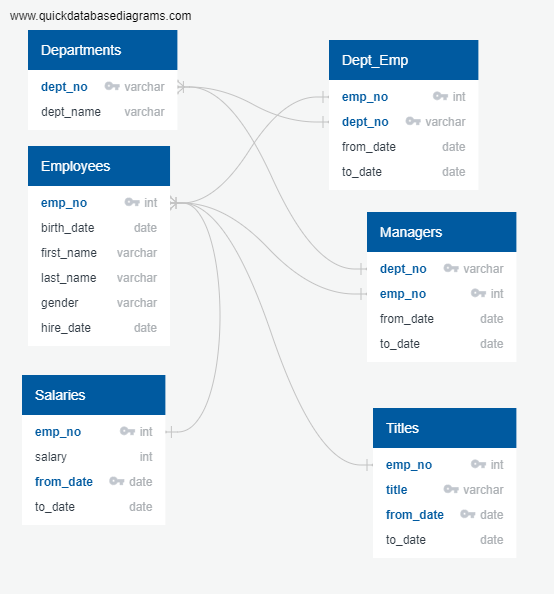 www.quickdatabasediagrams.com
Departments
dept_no varchar
dept_name varchar
Employees
emp_no int
birth_date date
first_name varchar
last_name varchar
gender varchar
hire_date date
Salaries
emp_no int
salary int
from_date date
to_date date
Dept_Emp
emp_no int
dept_no varchar
from_date date
to_date date
Managers
dept_no varchar
emp_no int
from_date date
to_date date
Titles
emp_no int
title varchar
from_date date
to_date date